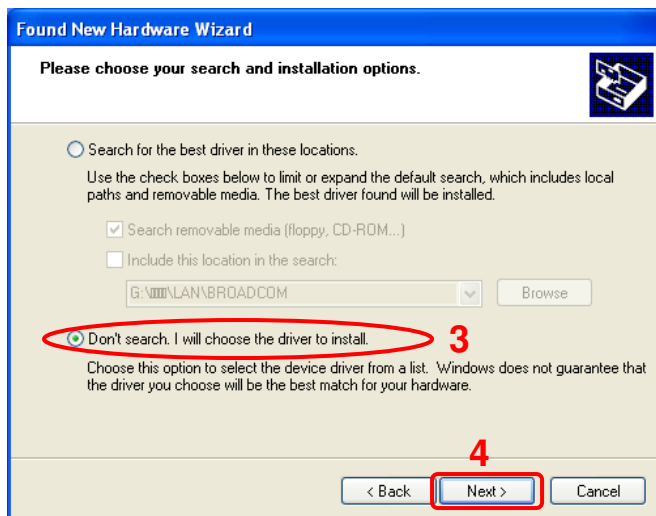 Found New Hardware Wizard
Please choose your search and installation options.
Search for the best driver in these locations.
Use the check boxes below to limit or expand the default search, which includes local
paths and removable media. The best driver found will be installed.
Search removable media (floppy, CD-ROM...)
Include this location in the search:
G:\LAN\BROADCOM
Browse
Don't search. I will choose the driver to install.
3
Choose this option to select the device driver from a list. Windows does not guarantee that
the driver you choose will be the best match for your hardware.
4
< Back
Next >
Cancel